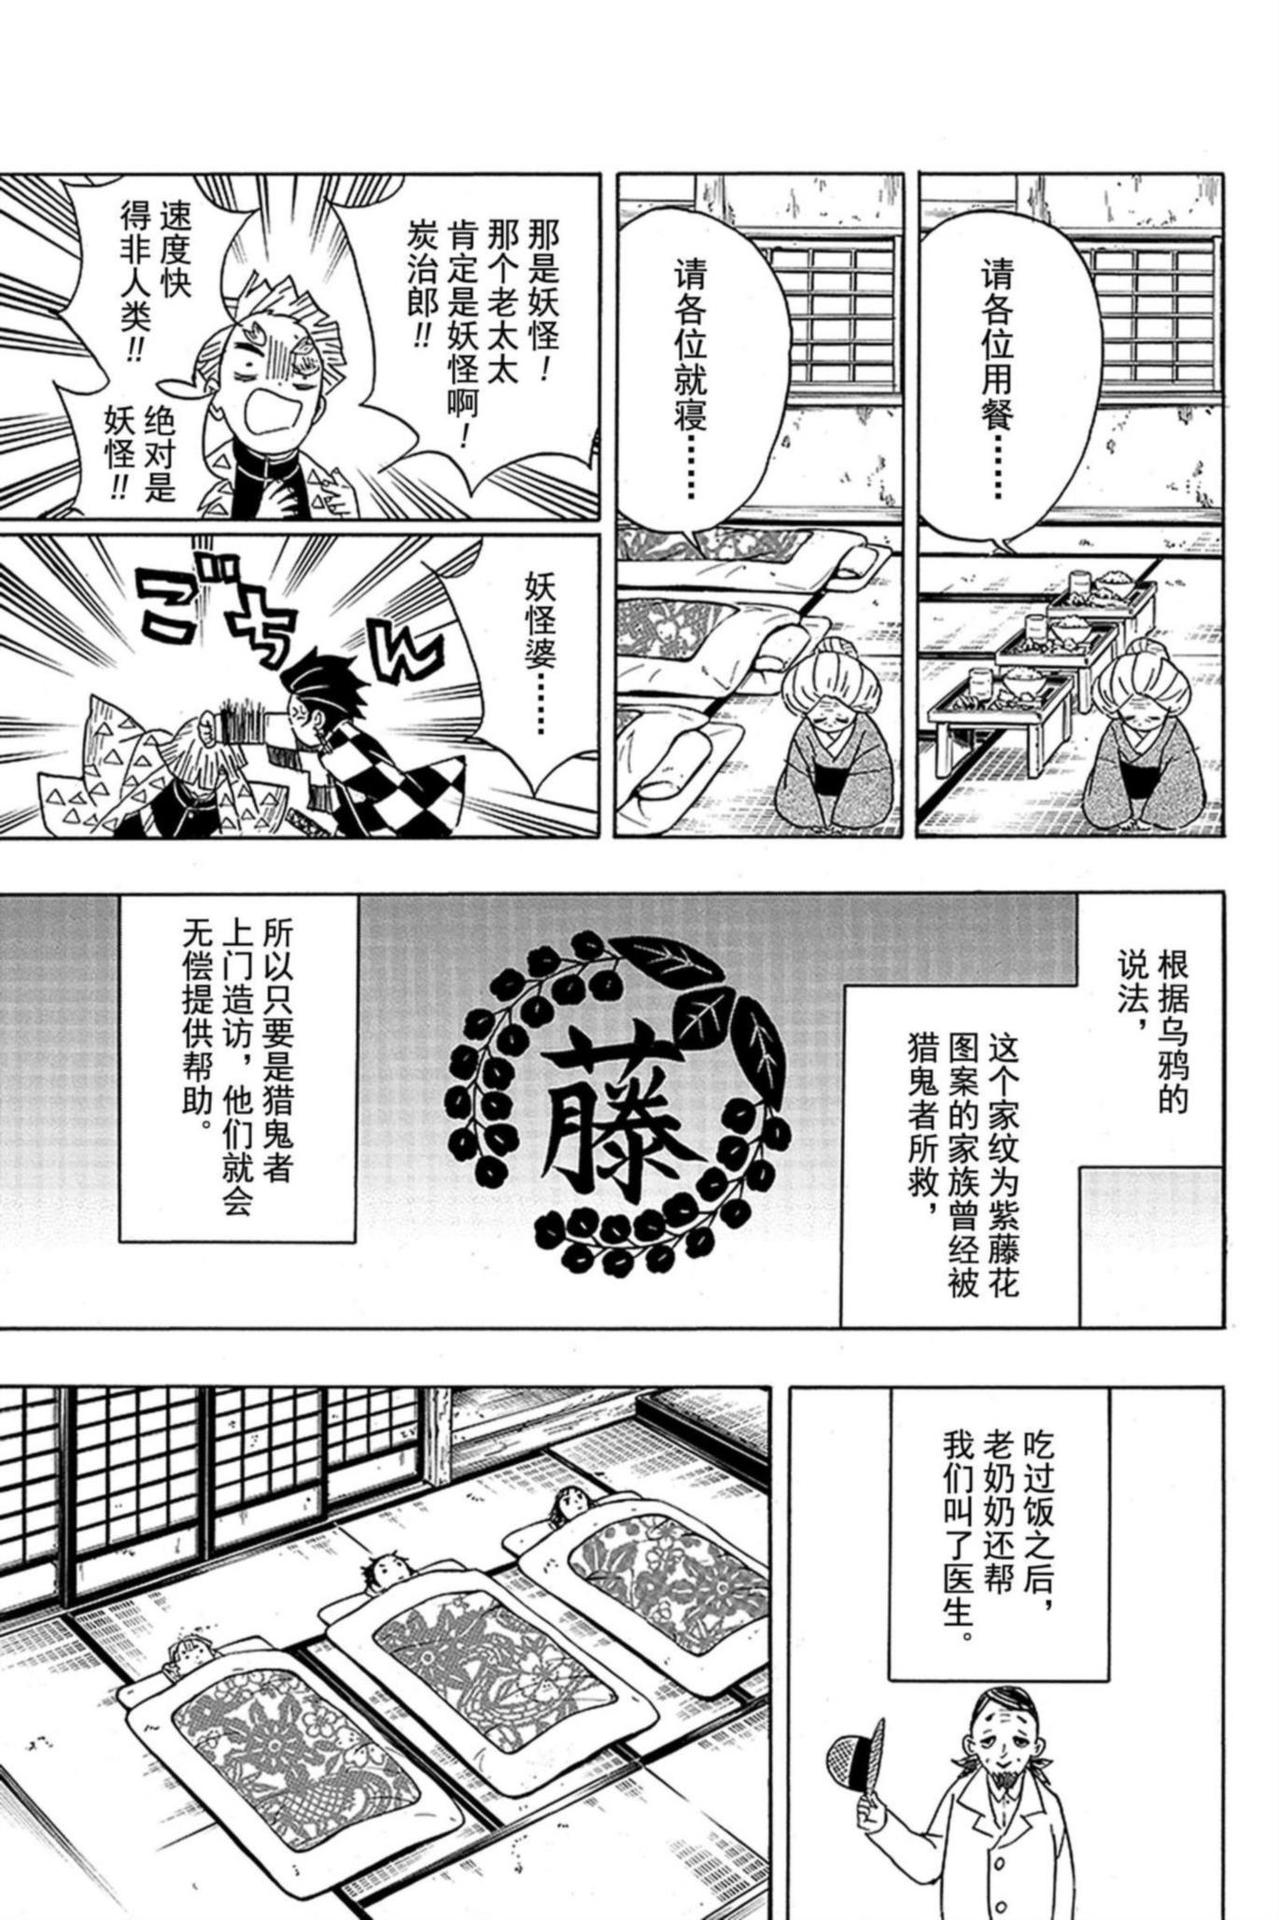 请各位用餐……
请各位就寝……
那是妖怪！
那个老太太
肯定是妖怪啊！
炭治郎!!
速度快
得非人类!!
绝对是
妖怪!!
妖怪婆……
ごちん
根据乌鸦的
说法，
这个家纹为紫藤花
图案的家族曾经被
猎鬼者所救，
藤
所以只要是猎鬼者
上门造访，他们就会
无偿提供帮助。
吃过饭之后，
老奶奶还帮
我们叫了医生。